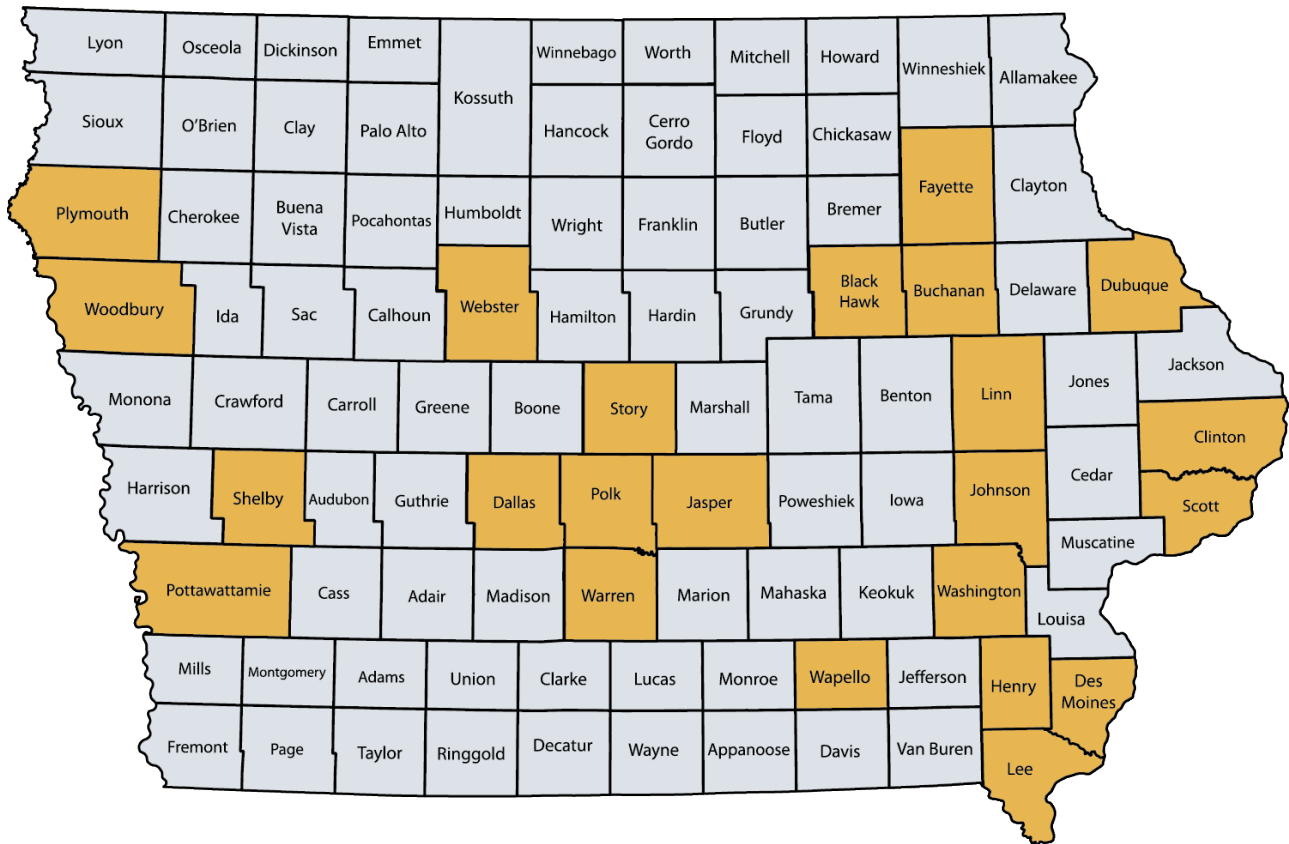 Lyon
Osceola
Dickinson
Emmet
Kossuth
Winnebago
Worth
Mitchell
Howard
Winneshiek
Allamakee
Sioux
O'Brien
Clay
Palo Alto
Hancock
Cerro
Gordo
Floyd
Chickasaw
Plymouth
Cherokee
Buena
Vista
Pocahontas
Humboldt
Wright
Franklin
Butler
Bremer
Fayette
Clayton
Woodbury
Ida
Sac
Calhoun
Webster
Hamilton
Hardin
Grundy
Black
Hawk
Buchanan
Delaware
Dubuque
Monona
Crawford
Carroll
Greene
Boone
Story
Marshall
Tama
Benton
Linn
Jones
Jackson
Clinton
Harrison
Shelby
Audubon
Guthrie
Dallas
Polk
Jasper
Poweshiek
Iowa
Johnson
Cedar
Scott
Muscatine
Pottawattamie
Cass
Adair
Madison
Warren
Marion
Mahaska
Keokuk
Washington
Louisa
Mills
Montgomery
Adams
Union
Clarke
Lucas
Monroe
Wapello
Jefferson
Henry
Des
Moines
Fremont
Page
Taylor
Ringgold
Decatur
Wayne
Appanoose
Davis
Van Buren
Lee